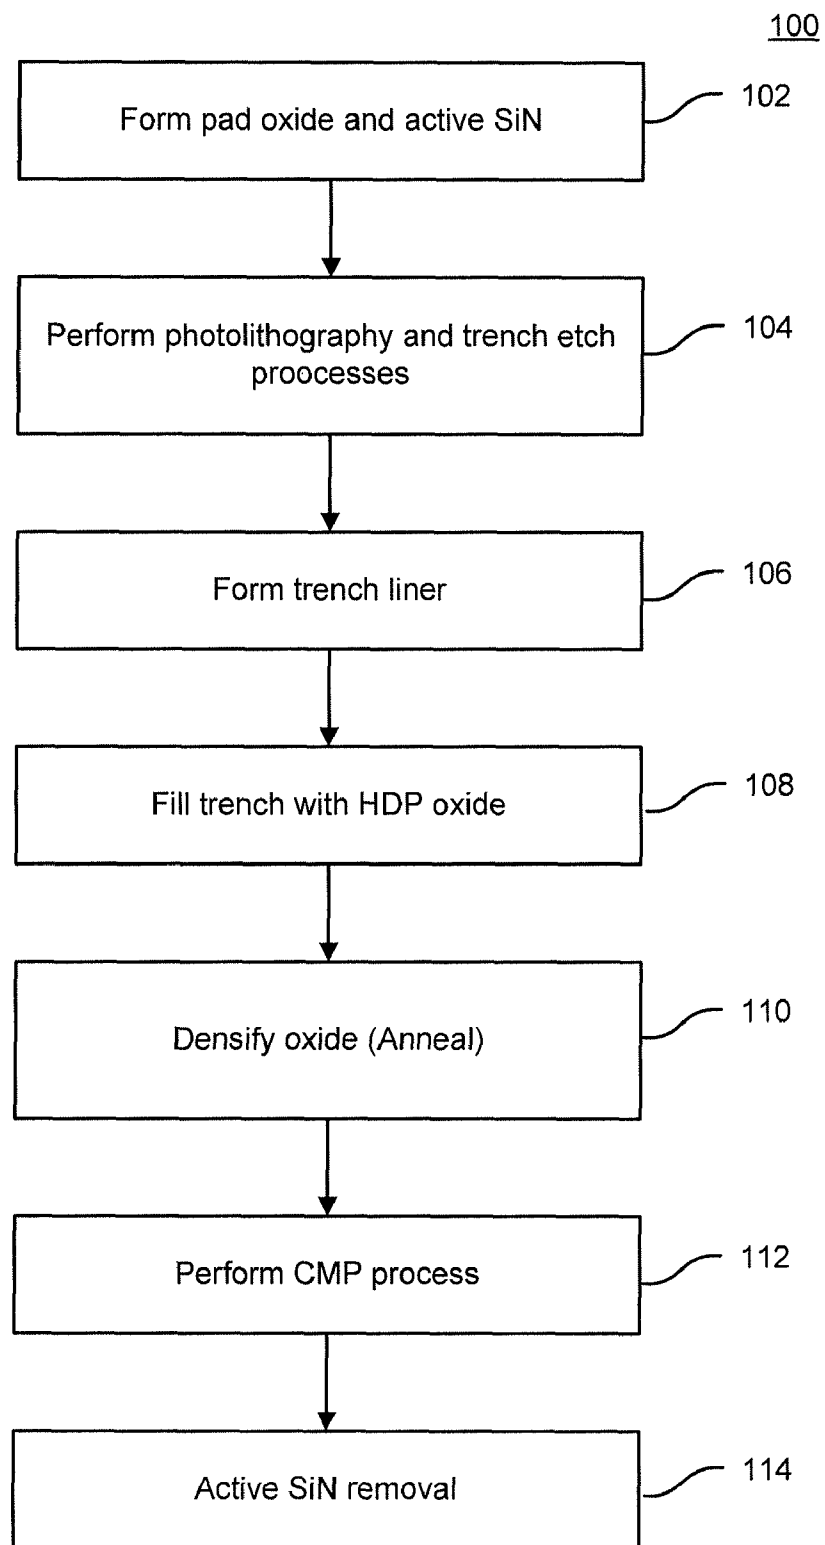 100
Form pad oxide and active SiN
102
Perform photolithography and trench etch
proocesses
104
Form trench liner
106
Fill trench with HDP oxide
108
Densify oxide (Anneal)
110
Perform CMP process
112
Active SiN removal
114